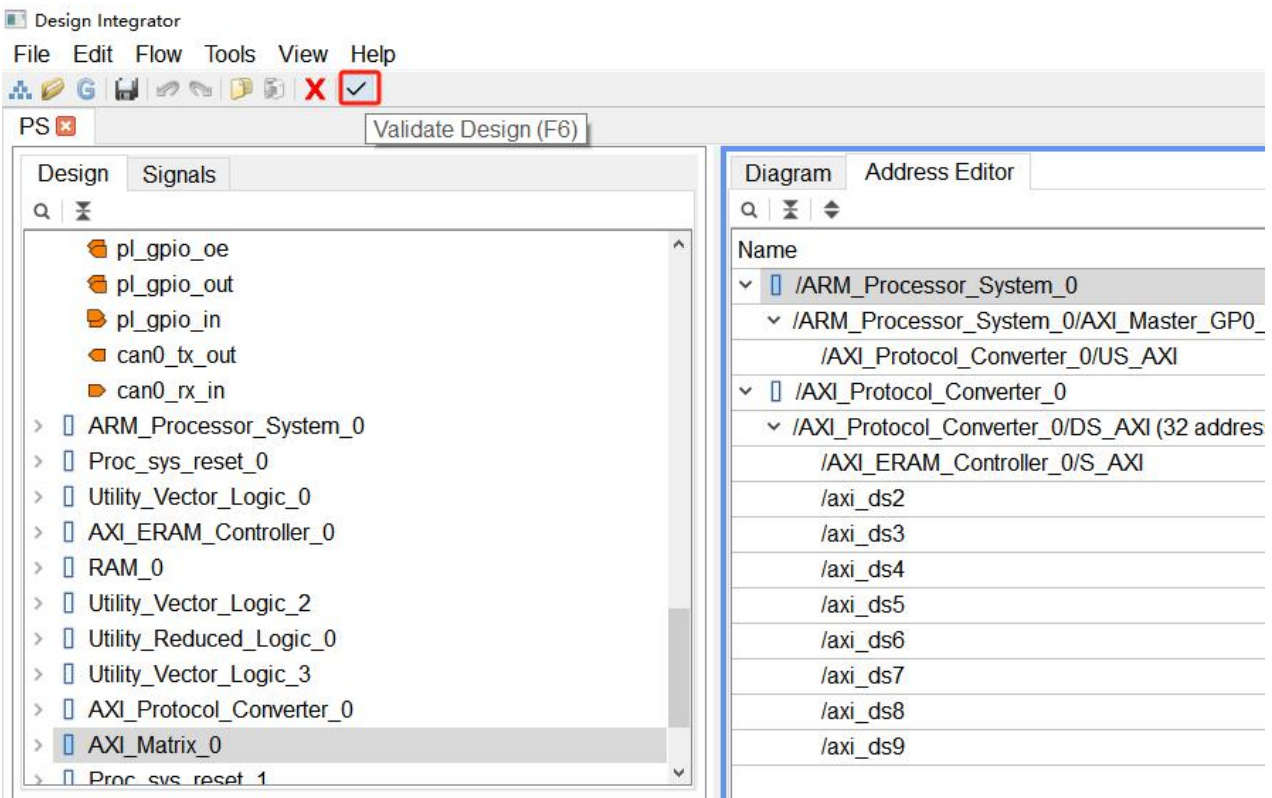 Design Integrator
File Edit Flow Tools View Help
G X
PS
Validate Design (F6)
Design Signals
pl_gpio_oe
pl_gpio_out
pl_gpio_in
can0_tx_out
can0_rx_in
ARM_Processor_System_0
Proc_sys_reset_0
Utility_Vector_Logic_0
AXI_ERAM_Controller_0
RAM_0
Utility_Vector_Logic_2
Utility_Reduced_Logic_0
Utility_Vector_Logic_3
AXI_Protocol_Converter_0
AXI_Matrix_0
Proc_sys_reset_1
Diagram Address Editor
Name
/ARM_Processor_System_0
/ARM_Processor_System_0/AXI_Master_GP0_
/AXI_Protocol_Converter_0/US_AXI
/AXI_Protocol_Converter_0
/AXI_Protocol_Converter_0/DS_AXI (32 address
/AXI_ERAM_Controller_0/S_AXI
/axi_ds2
/axi_ds3
/axi_ds4
/axi_ds5
/axi_ds6
/axi_ds7
/axi_ds8
/axi_ds9